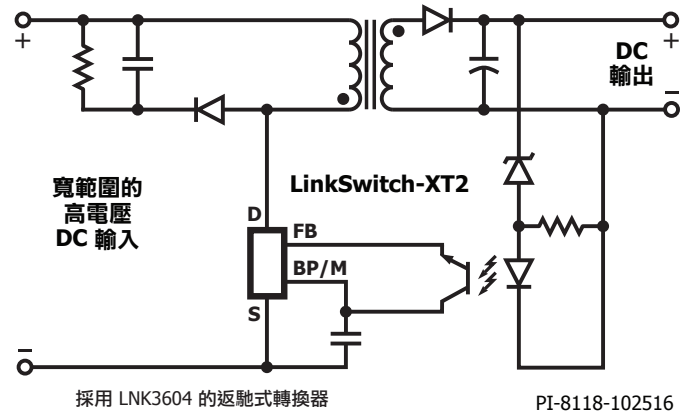 +
+
DC
輸出
−
寬範圍的
高電壓
DC 輸入
LinkSwitch-XT2
D
FB
BP/M
S
−
採用 LNK3604 的返馳式轉換器
PI-8118-102516